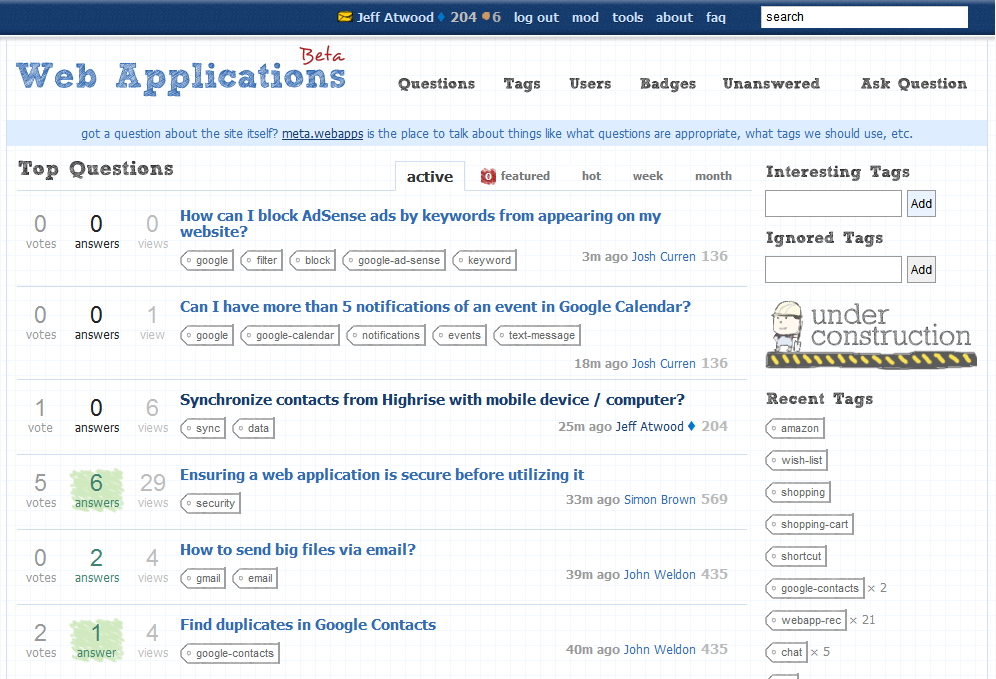 Jeff Atwood ♦ 204 ●6 log out mod tools about faq search
Beta
Web Applications
Questions Tags Users Badges Unanswered Ask Question
got a question about the site itself? meta.webapps is the place to talk about things like what questions are appropriate, what tags we should use, etc.
Top Questions
active 0 featured hot week month
0 votes 0 answers 0 views
How can I block AdSense ads by keywords from appearing on my
website?
google filter block google-ad-sense keyword
3m ago Josh Curren 136
0 votes 0 answers 1 view
Can I have more than 5 notifications of an event in Google Calendar?
google google-calendar notifications events text-message
18m ago Josh Curren 136
1 vote 0 answers 6 views
Synchronize contacts from Highrise with mobile device / computer?
sync data
25m ago Jeff Atwood ♦ 204
5 votes 6 answers 29 views
Ensuring a web application is secure before utilizing it
security
33m ago Simon Brown 569
0 votes 2 answers 4 views
How to send big files via email?
gmail email
39m ago John Weldon 435
2 votes 1 answer 4 views
Find duplicates in Google Contacts
google-contacts
40m ago John Weldon 435
Interesting Tags
Add
Ignored Tags
Add
under
construction
Recent Tags
amazon
wish-list
shopping
shopping-cart
shortcut
google-contacts × 2
webapp-rec × 21
chat × 5